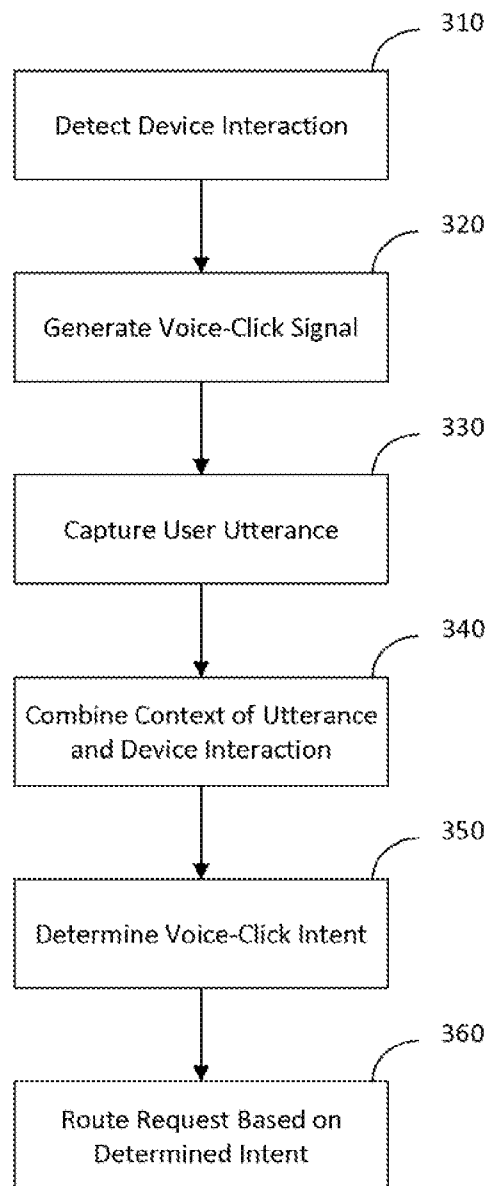 310
Detect Device Interaction
320
Generate Voice-Click Signal
330
Capture User Utterance
340
Combine Context of Utterance
and Device Interaction
350
Determine Voice-Click Intent
360
Route Request Based on
Determined Intent